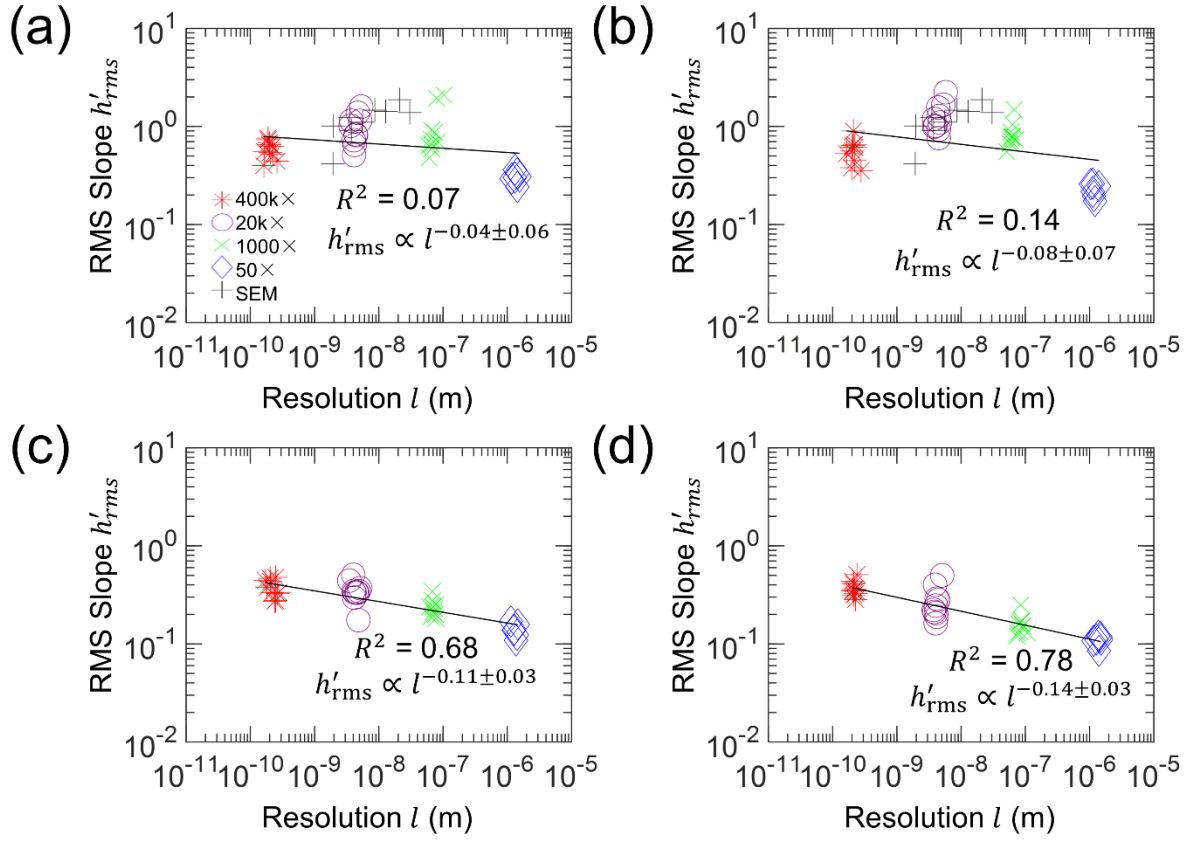 (a)
10^1
10^0
10^-1
10^-2
RMS Slope h′rms
400k×
20k×
1000×
50×
SEM
R² = 0.07
h′rms ∝ l^−0.04±0.06
10^-11 10^-10 10^-9 10^-8 10^-7 10^-6 10^-5
Resolution l (m)
(b)
10^1
10^0
10^-1
10^-2
RMS Slope h′rms
R² = 0.14
h′rms ∝ l^−0.08±0.07
10^-11 10^-10 10^-9 10^-8 10^-7 10^-6 10^-5
Resolution l (m)
(c)
10^1
10^0
10^-1
10^-2
RMS Slope h′rms
R² = 0.68
h′rms ∝ l^−0.11±0.03
10^-11 10^-10 10^-9 10^-8 10^-7 10^-6 10^-5
Resolution l (m)
(d)
10^1
10^0
10^-1
10^-2
RMS Slope h′rms
R² = 0.78
h′rms ∝ l^−0.14±0.03
10^-11 10^-10 10^-9 10^-8 10^-7 10^-6 10^-5
Resolution l (m)